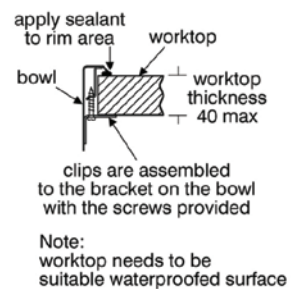 apply sealant
to rim area
worktop
bowl
worktop
thickness
40 max
clips are assembled
to the bracket on the bowl
with the screws provided
Note:
worktop needs to be
suitable waterproofed surface